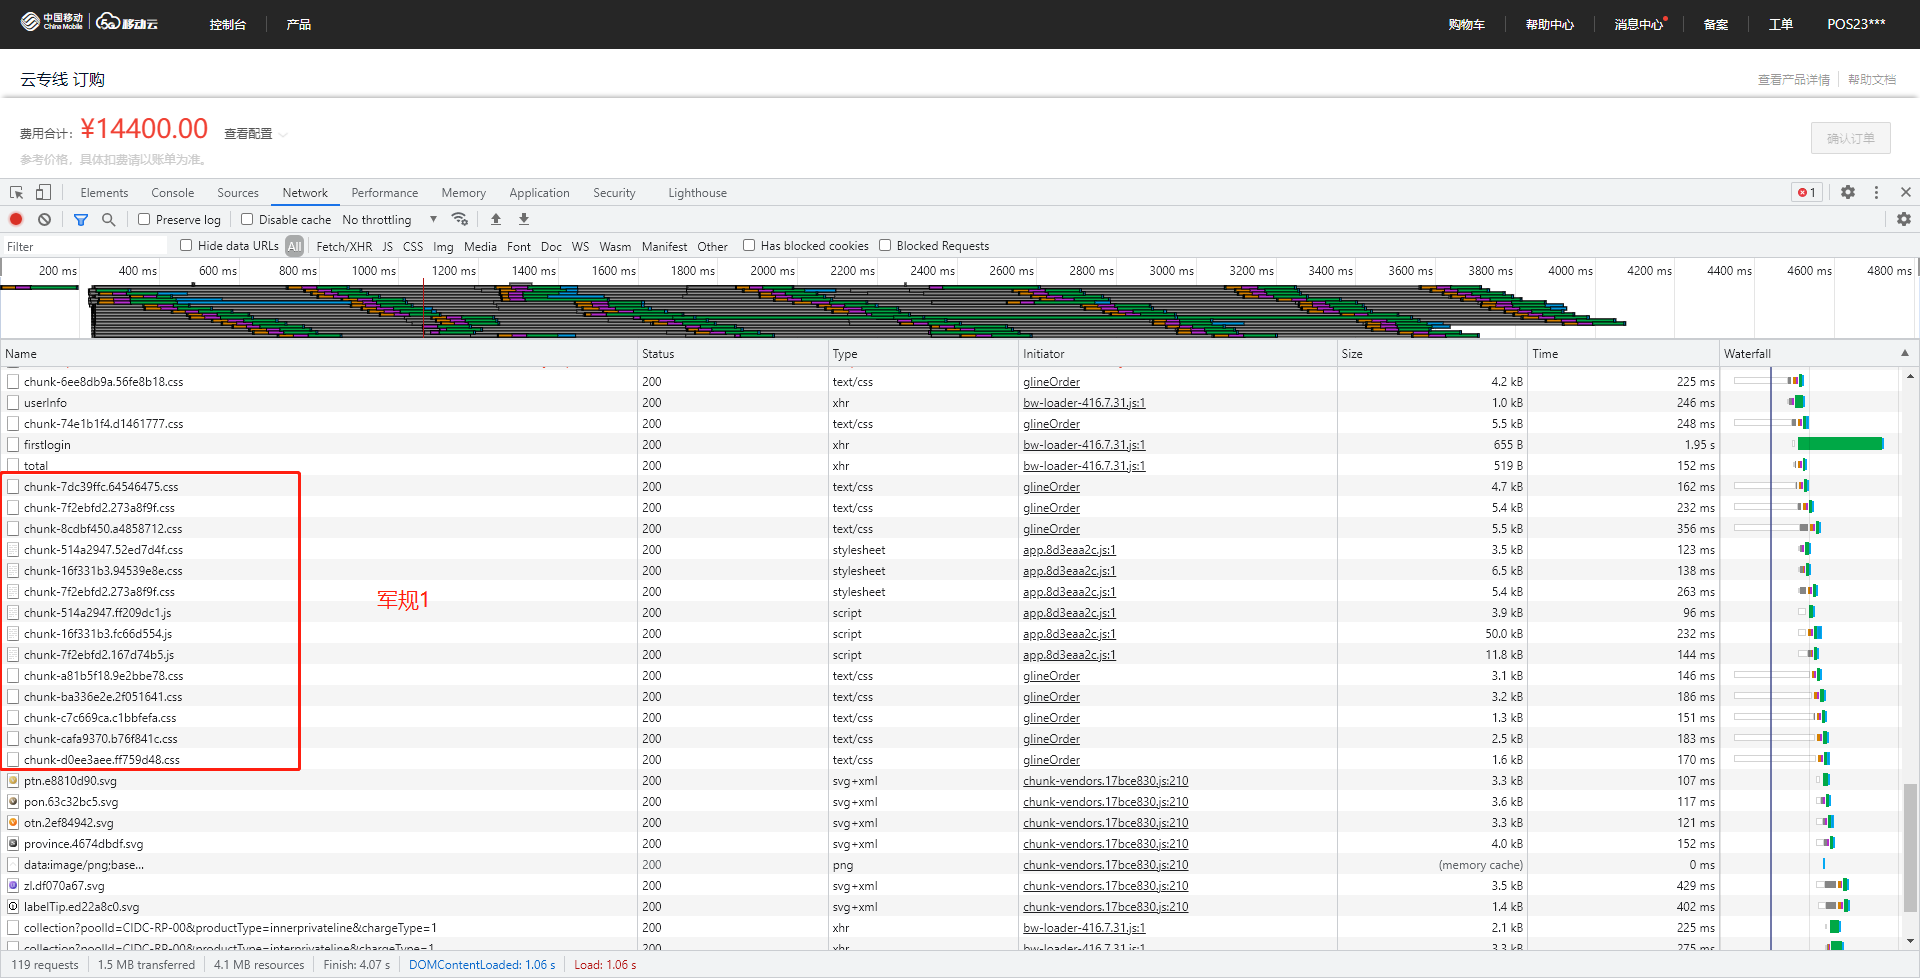 中国移动 China Mobile 5G 移动云 控制台 产品 购物车 帮助中心 消息中心 备案 工单 POS23***
云专线 订购 查看产品详情 帮助文档
费用合计: ¥14400.00 查看配置 确认订单
参考价格，具体扣费请以账单为准。
Elements Console Sources Network Performance Memory Application Security Lighthouse 1
Preserve log Disable cache No throttling
Filter Hide data URLs All Fetch/XHR JS CSS Img Media Font Doc WS Wasm Manifest Other Has blocked cookies Blocked Requests
200 ms 400 ms 600 ms 800 ms 1000 ms 1200 ms 1400 ms 1600 ms 1800 ms 2000 ms 2200 ms 2400 ms 2600 ms 2800 ms 3000 ms 3200 ms 3400 ms 3600 ms 3800 ms 4000 ms 4200 ms 4400 ms 4600 ms 4800 ms
Name Status Type Initiator Size Time Waterfall
chunk-6ee8db9a.56fe8b18.css 200 text/css glineOrder 4.2 kB 225 ms
userInfo 200 xhr bw-loader-416.7.31.js:1 1.0 kB 246 ms
chunk-74e1b1f4.d1461777.css 200 text/css glineOrder 5.5 kB 248 ms
firstlogin 200 xhr bw-loader-416.7.31.js:1 655 B 1.95 s
total 200 xhr bw-loader-416.7.31.js:1 519 B 152 ms
chunk-7dc39ffc.64546475.css 200 text/css glineOrder 4.7 kB 162 ms
chunk-7f2ebfd2.273a8f9f.css 200 text/css glineOrder 5.4 kB 232 ms
chunk-8cdbf450.a4858712.css 200 text/css glineOrder 5.5 kB 356 ms
chunk-514a2947.52ed7d4f.css 200 stylesheet app.8d3eaa2c.js:1 3.5 kB 123 ms
chunk-16f331b3.94539e8e.css 200 stylesheet app.8d3eaa2c.js:1 6.5 kB 138 ms
chunk-7f2ebfd2.273a8f9f.css 200 stylesheet app.8d3eaa2c.js:1 5.4 kB 263 ms
军规1
chunk-514a2947.ff209dc1.js 200 script app.8d3eaa2c.js:1 3.9 kB 96 ms
chunk-16f331b3.fc66d554.js 200 script app.8d3eaa2c.js:1 50.0 kB 232 ms
chunk-7f2ebfd2.167d74b5.js 200 script app.8d3eaa2c.js:1 11.8 kB 144 ms
chunk-a81b5f18.9e2bbe78.css 200 text/css glineOrder 3.1 kB 146 ms
chunk-ba336e2e.2f051641.css 200 text/css glineOrder 3.2 kB 186 ms
chunk-c7c669ca.c1bbfefa.css 200 text/css glineOrder 1.3 kB 151 ms
chunk-cafa9370.b76f841c.css 200 text/css glineOrder 2.5 kB 183 ms
chunk-d0ee3aee.ff759d48.css 200 text/css glineOrder 1.6 kB 170 ms
ptn.e8810d90.svg 200 svg+xml chunk-vendors.17bce830.js:210 3.3 kB 107 ms
pon.63c32bc5.svg 200 svg+xml chunk-vendors.17bce830.js:210 3.6 kB 117 ms
otn.2ef84942.svg 200 svg+xml chunk-vendors.17bce830.js:210 3.3 kB 121 ms
province.4674dbdf.svg 200 svg+xml chunk-vendors.17bce830.js:210 4.0 kB 152 ms
data:image/png;base... 200 png chunk-vendors.17bce830.js:210 (memory cache) 0 ms
zl.df070a67.svg 200 svg+xml chunk-vendors.17bce830.js:210 3.5 kB 429 ms
labelTip.ed22a8c0.svg 200 svg+xml chunk-vendors.17bce830.js:210 1.4 kB 402 ms
collection?poolId=CIDC-RP-00&productType=innerprivateline&chargeType=1 200 xhr bw-loader-416.7.31.js:1 2.1 kB 225 ms
collection?poolId=CIDC-RP-00&productType=interprivateline&chargeType=1 200 xhr bw-loader-416.7.31.js:1 3.3 kB 275 ms
119 requests 1.5 MB transferred 4.1 MB resources Finish: 4.07 s DOMContentLoaded: 1.06 s Load: 1.06 s